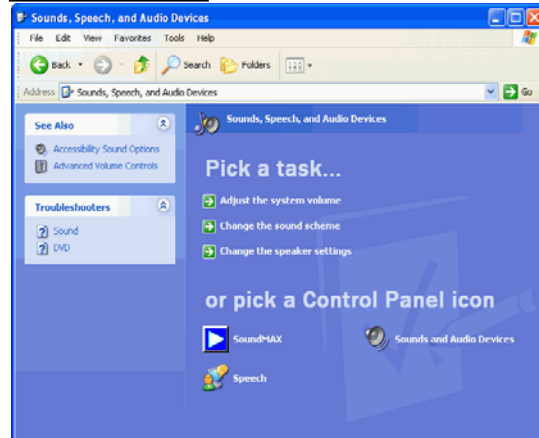 Sounds, Speech, and Audio Devices
File Edit View Favorites Tools Help
Back Search Folders
Address Sounds, Speech, and Audio Devices Go
See Also
Accessibility Sound Options
Advanced Volume Controls
Troubleshooters
Sound
DVD
Sounds, Speech, and Audio Devices
Pick a task...
Adjust the system volume
Change the sound scheme
Change the speaker settings
or pick a Control Panel icon
SoundMAX Sounds and Audio Devices
Speech